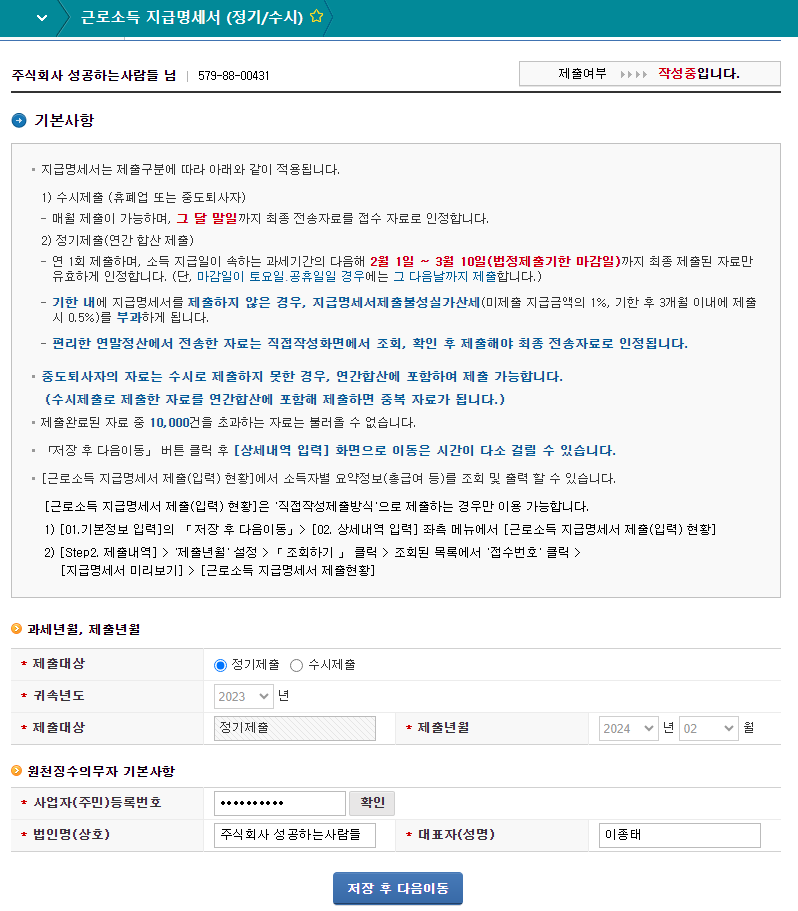 근로소득 지급명세서 (정기/수시)
주식회사 성공하는사람들 님 | 579-88-00431
제출여부 작성중입니다.
기본사항
지급명세서는 제출구분에 따라 아래와 같이 적용됩니다.
1) 수시제출 (휴폐업 또는 중도퇴사자)
- 매월 제출이 가능하며, 그 달 말일까지 최종 전송자료를 접수 자료로 인정합니다.
2) 정기제출(연간 합산 제출)
- 연 1회 제출하며, 소득 지급일이 속하는 과세기간의 다음해 2월 1일 ~ 3월 10일(법정제출기한 마감일)까지 최종 제출된 자료만
유효하게 인정합니다. (단, 마감일이 토요일.공휴일일 경우에는 그 다음날까지 제출합니다.)
- 기한 내에 지급명세서를 제출하지 않은 경우, 지급명세서제출불성실가산세(미제출 지급금액의 1%, 기한 후 3개월 이내에 제출
시 0.5%)를 부과하게 됩니다.
- 편리한 연말정산에서 전송한 자료는 직접작성화면에서 조회, 확인 후 제출해야 최종 전송자료로 인정됩니다.
중도퇴사자의 자료는 수시로 제출하지 못한 경우, 연간합산에 포함하여 제출 가능합니다.
(수시제출로 제출한 자료를 연간합산에 포함해 제출하면 중복 자료가 됩니다.)
제출완료된 자료 중 10,000건을 초과하는 자료는 불러올 수 없습니다.
「저장 후 다음이동」 버튼 클릭 후 [상세내역 입력] 화면으로 이동은 시간이 다소 걸릴 수 있습니다.
[근로소득 지급명세서 제출(입력) 현황]에서 소득자별 요약정보(총급여 등)를 조회 및 출력 할 수 있습니다.
[근로소득 지급명세서 제출(입력) 현황]은 '직접작성제출방식'으로 제출하는 경우만 이용 가능합니다.
1) [01.기본정보 입력]의 「저장 후 다음이동」> [02. 상세내역 입력] 좌측 메뉴에서 [근로소득 지급명세서 제출(입력) 현황]
2) [Step2. 제출내역] > '제출년월' 설정 >「 조회하기 」 클릭 > 조회된 목록에서 '접수번호' 클릭 >
[지급명세서 미리보기] > [근로소득 지급명세서 제출현황]
과세년월, 제출년월
* 제출대상 정기제출 수시제출
* 귀속년도 2023 년
* 제출대상 정기제출 * 제출년월 2024 년 02 월
원천징수의무자 기본사항
* 사업자(주민)등록번호 •••••••••• 확인
* 법인명(상호) 주식회사 성공하는사람들 * 대표자(성명) 이종태
저장 후 다음이동